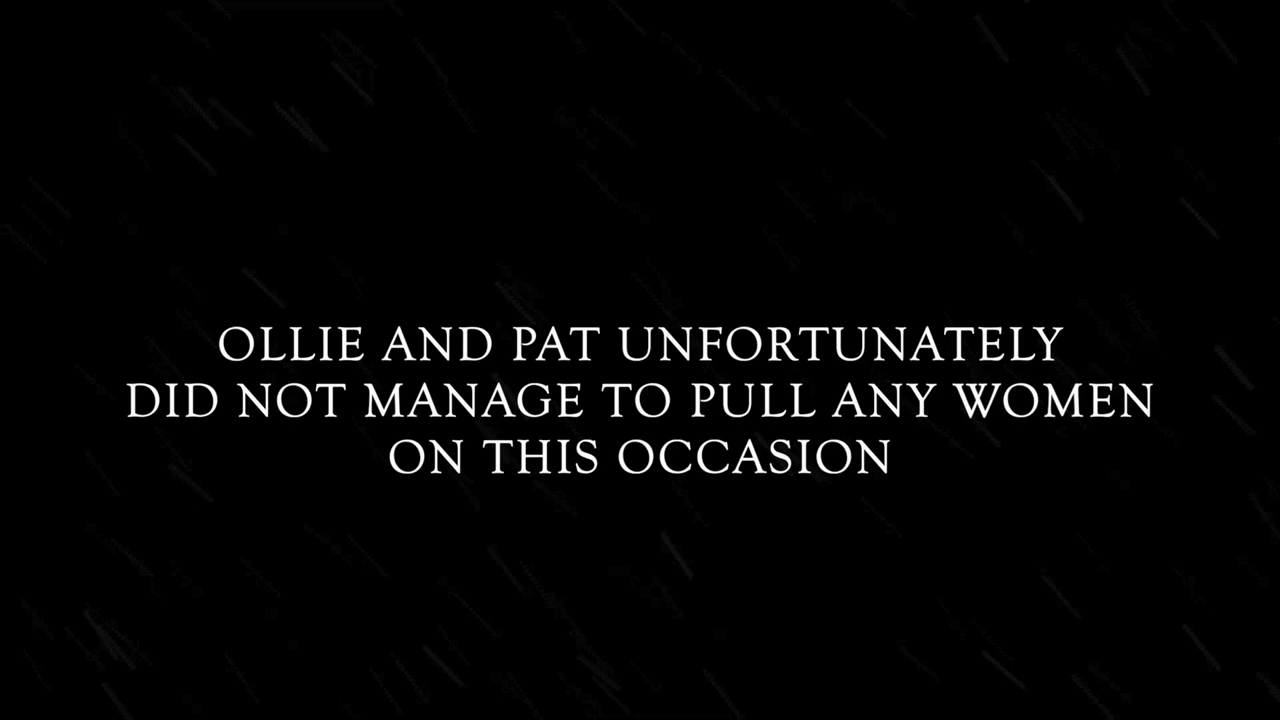 OLLIE AND PAT UNFORTUNATELY
DID NOT MANAGE TO PULL ANY WOMEN
ON THIS OCCASION